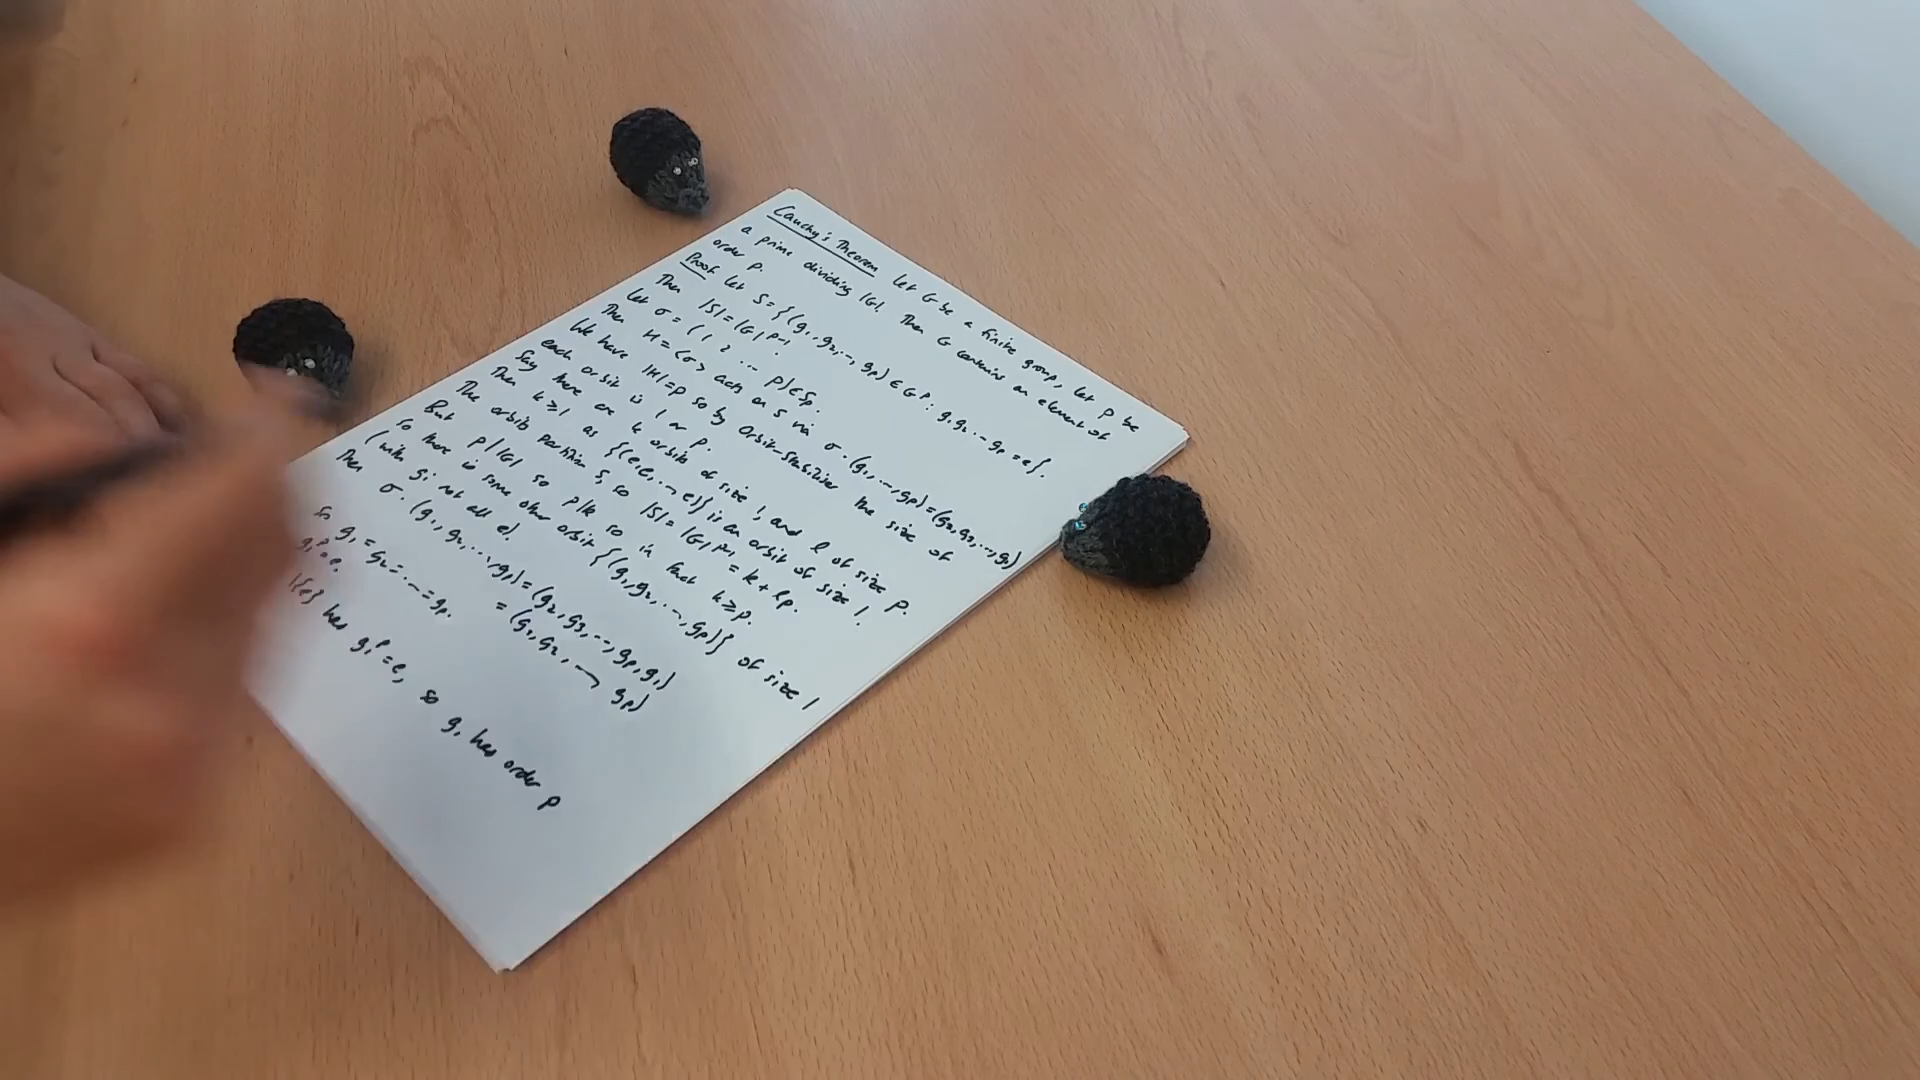 Cauchy's Theorem Let G be a finite group, let p be
a prime dividing |G|. Then G contains an element of
order p.
Proof Let S = {(g₁, g₂, ..., gₚ) ∈ Gᵖ : g₁g₂...gₚ = e}.
Then |S| = |G|ᵖ⁻¹.
Let σ = (1 2 ... p) ∈ Sₚ.
Then H = <σ> acts on S via σ.(g₁, ..., gₚ) = (g₂, g₃, ..., g₁)
We have |H| = p so by Orbit-Stabiliser the size of
each orbit is 1 or p.
Say there are k orbits of size 1, and l of size p.
Then k ≥ 1 as {(e, e, ..., e)} is an orbit of size 1.
The orbits partition S, so |S| = |G|ᵖ⁻¹ = k + lp.
But p | |G| so p|k so in fact k ≥ p.
So there is some other orbit {(g₁, g₂, ..., gₚ)} of size 1
(with gᵢ not all e).
Then σ.(g₁, g₂, ..., gₚ) = (g₂, g₃, ..., gₚ, g₁)
= (g₁, g₂, ..., gₚ)
so g₁ = g₂ = ... = gₚ.
g₁ᵖ = e.
\{e} has g₁ᵖ = e, so g₁ has order p